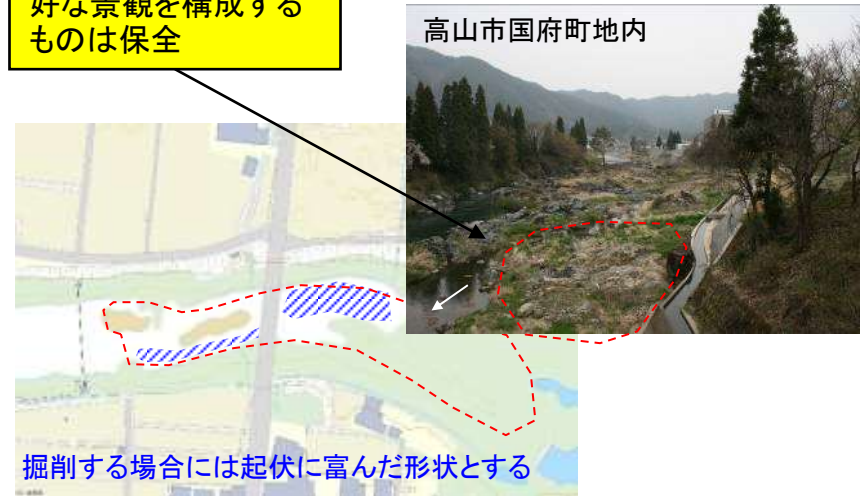 好な景観を構成する
ものは保全
高山市国府町地内
掘削する場合には起伏に富んだ形状とする